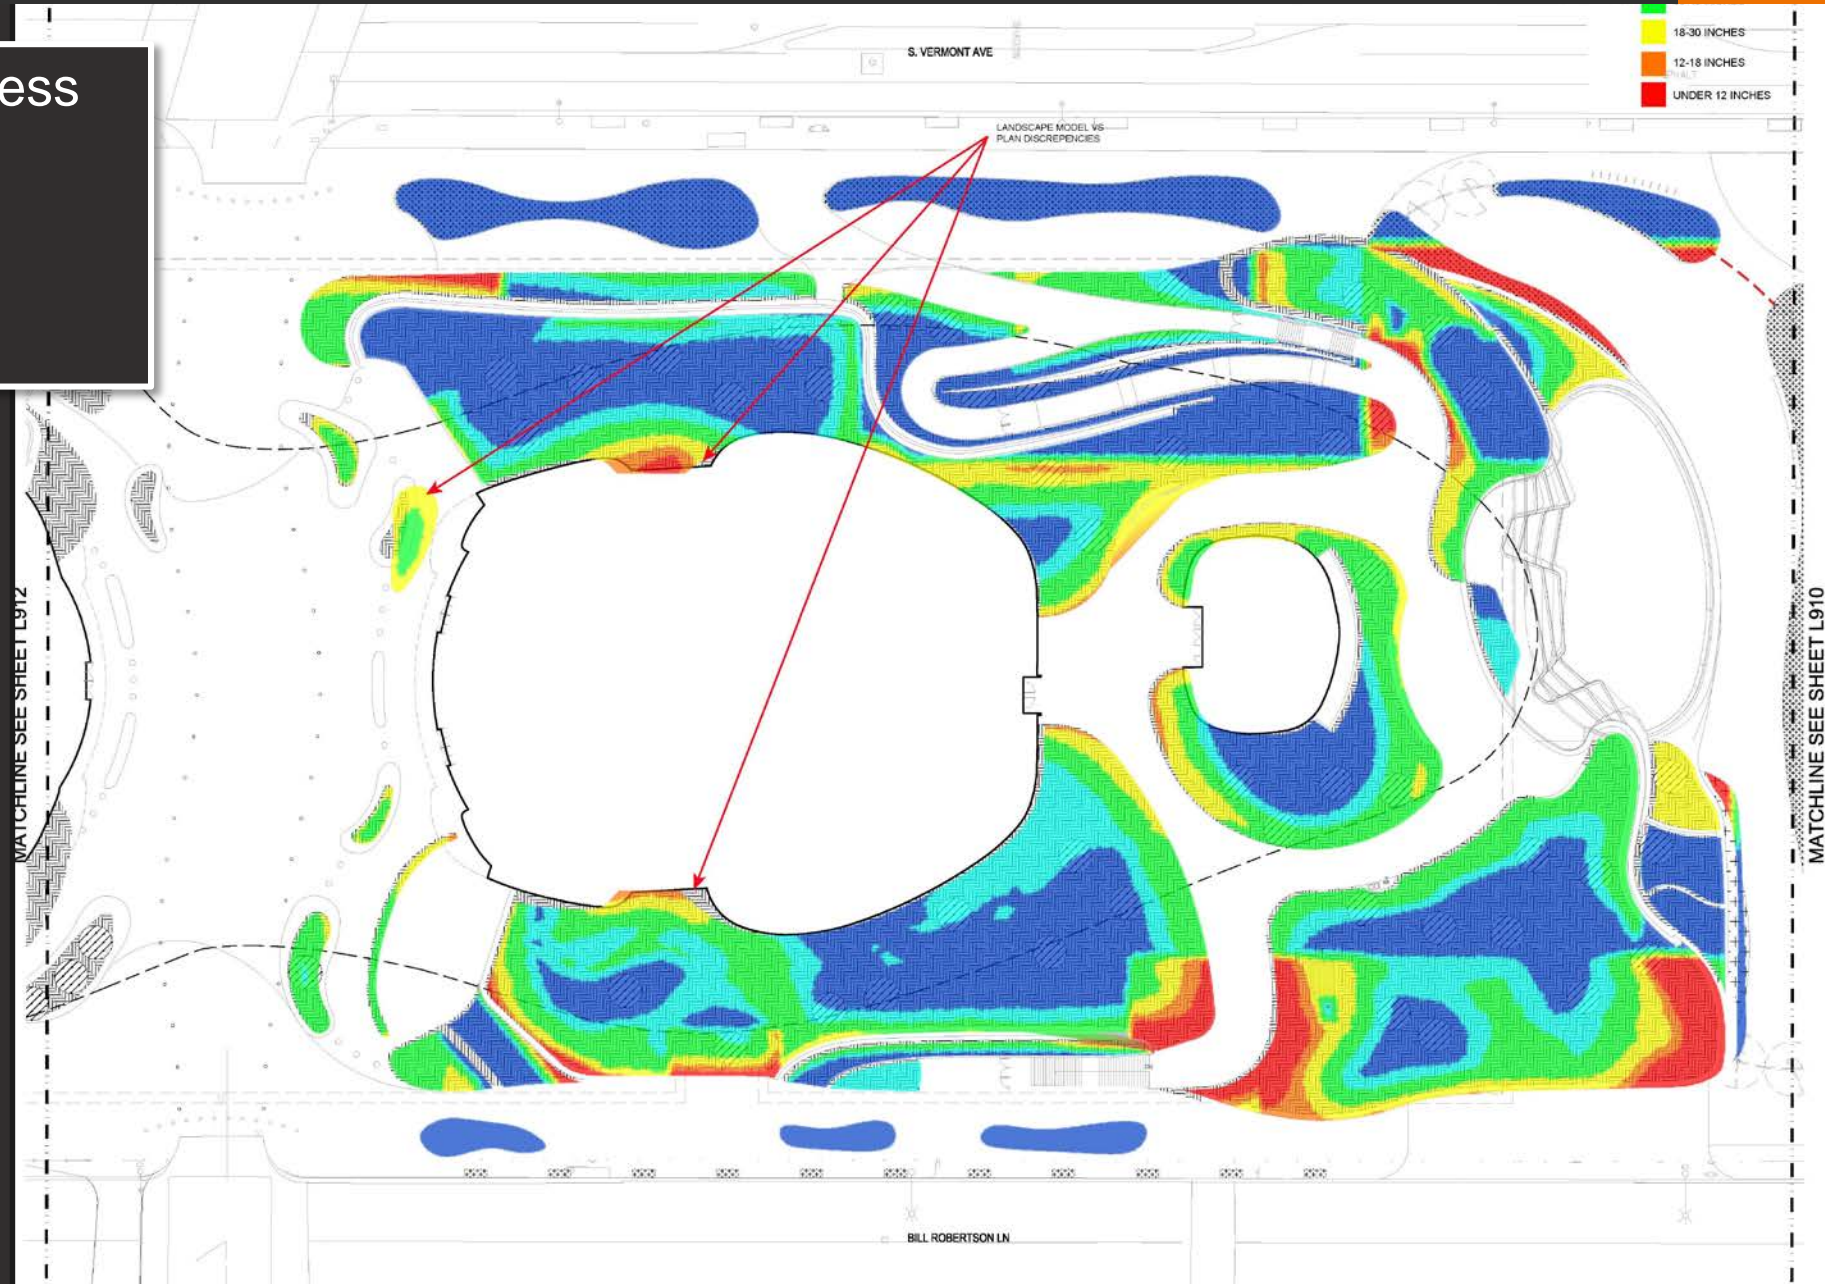 ess
S. VERMONT AVE
18-30 INCHES
12-18 INCHES
UNDER 12 INCHES
LANDSCAPE MODEL VS
PLAN DISCREPENCIES
MATCHLINE SEE SHEET L912
MATCHLINE SEE SHEET L910
BILL ROBERTSON LN